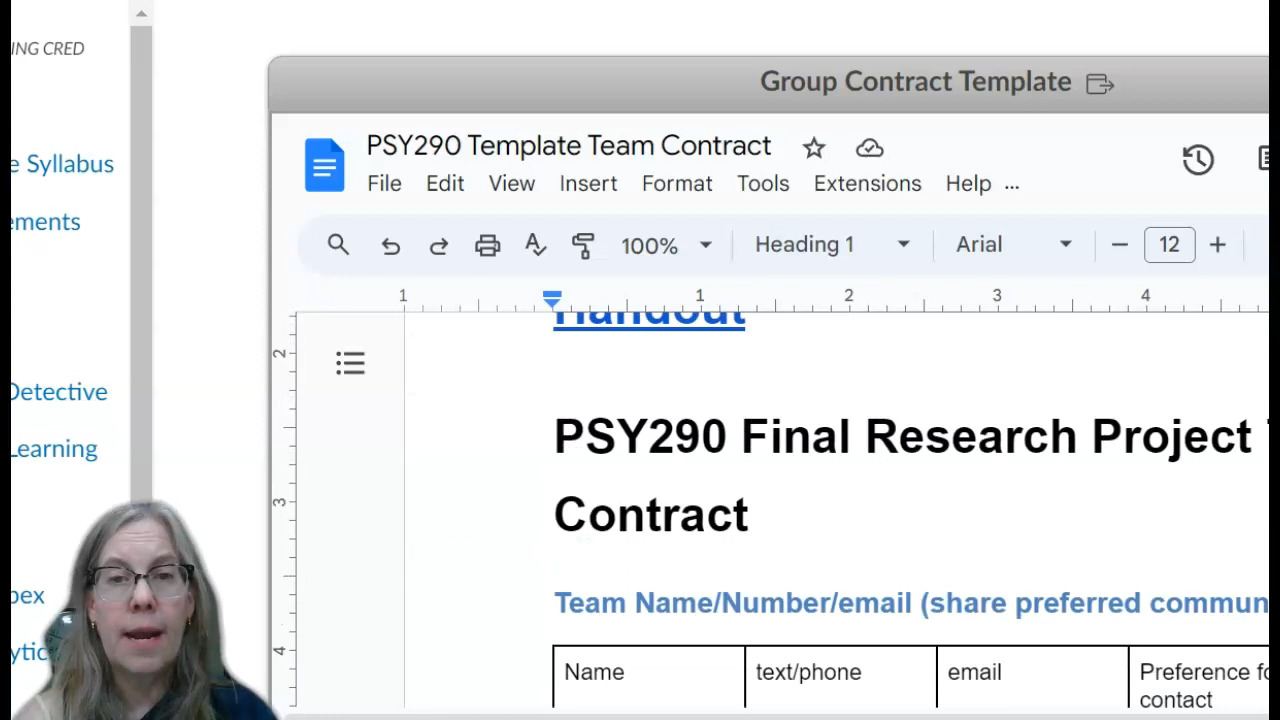 ING CRED
e Syllabus
ements
Detective
Learning
Group Contract Template
PSY290 Template Team Contract
File Edit View Insert Format Tools Extensions Help ...
100% Heading 1 Arial 12
1 1 2 3 4
2
3
4
Handout
PSY290 Final Research Project
Contract
Team Name/Number/email (share preferred commun
Name text/phone email Preference fo
contact